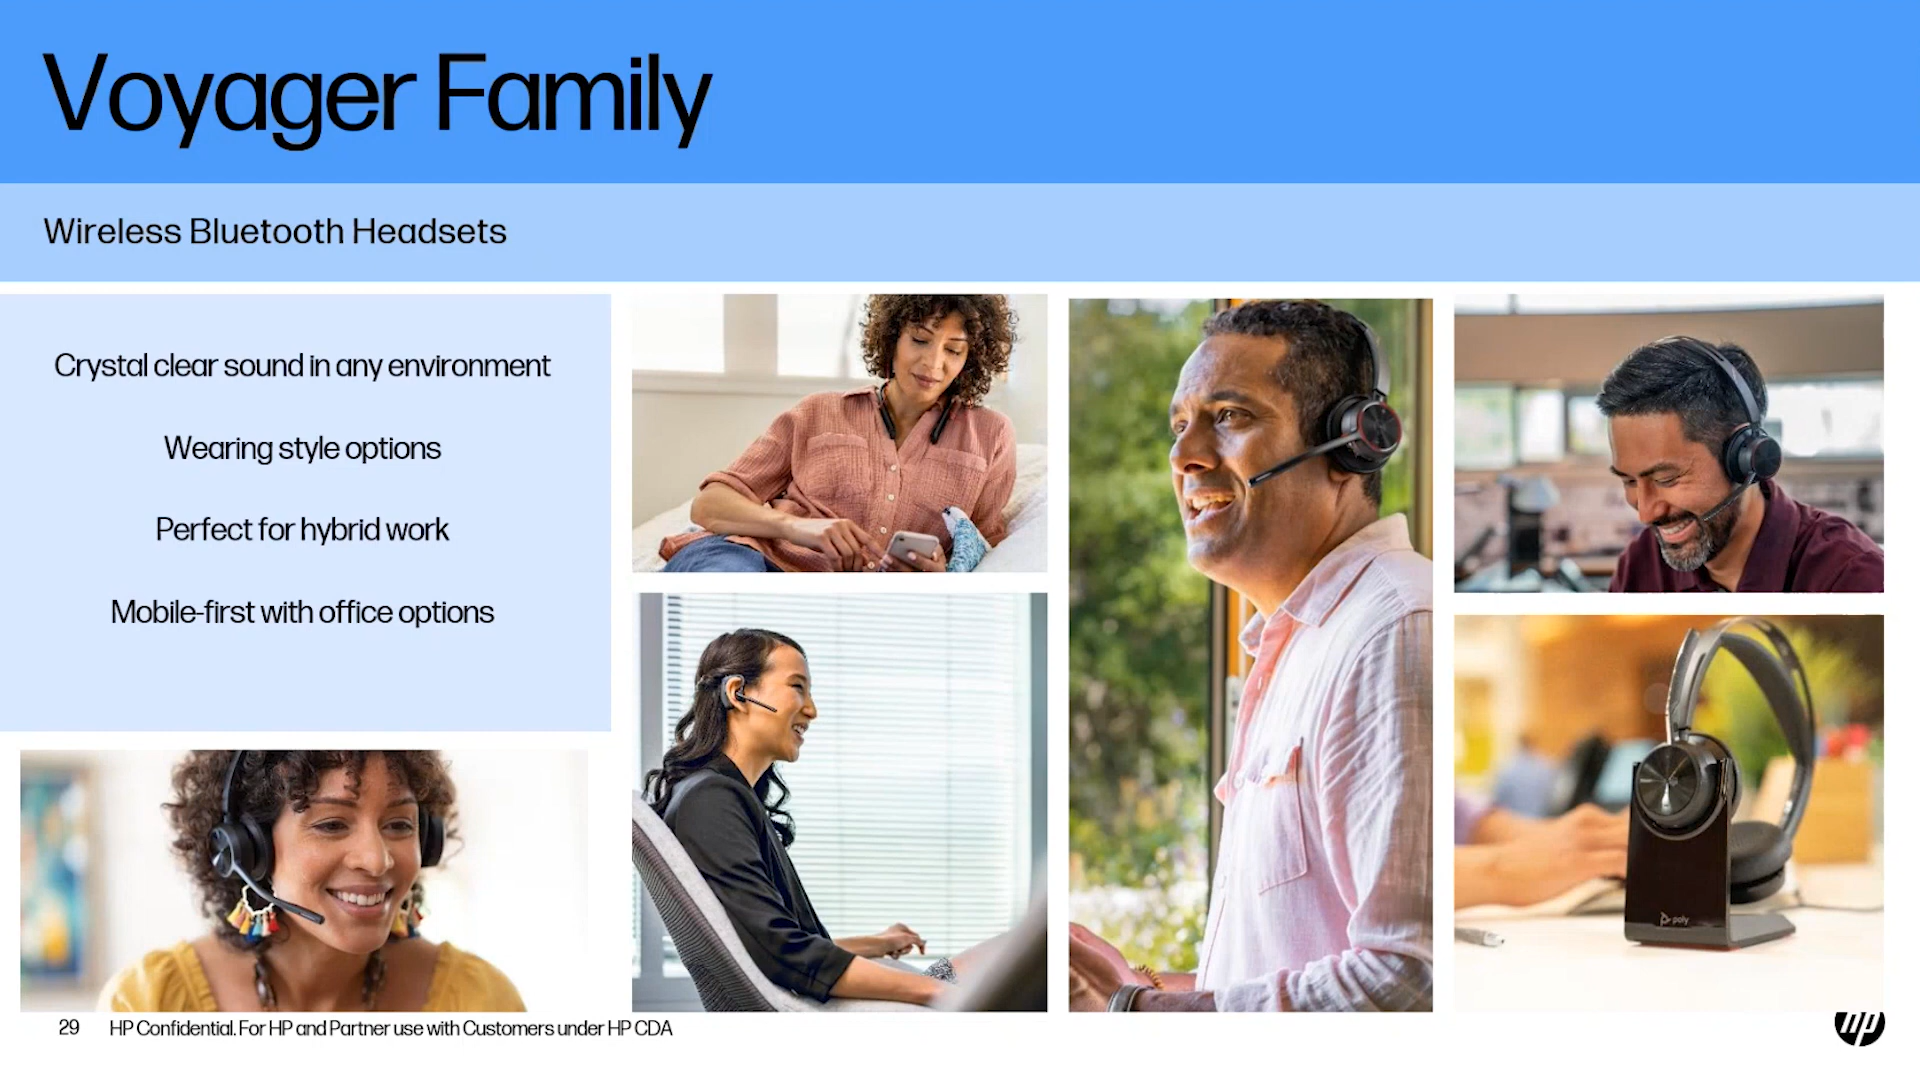 Voyager Family
Wireless Bluetooth Headsets
Crystal clear sound in any environment
Wearing style options
Perfect for hybrid work
Mobile-first with office options
poly
29 HP Confidential. For HP and Partner use with Customers under HP CDA
hp